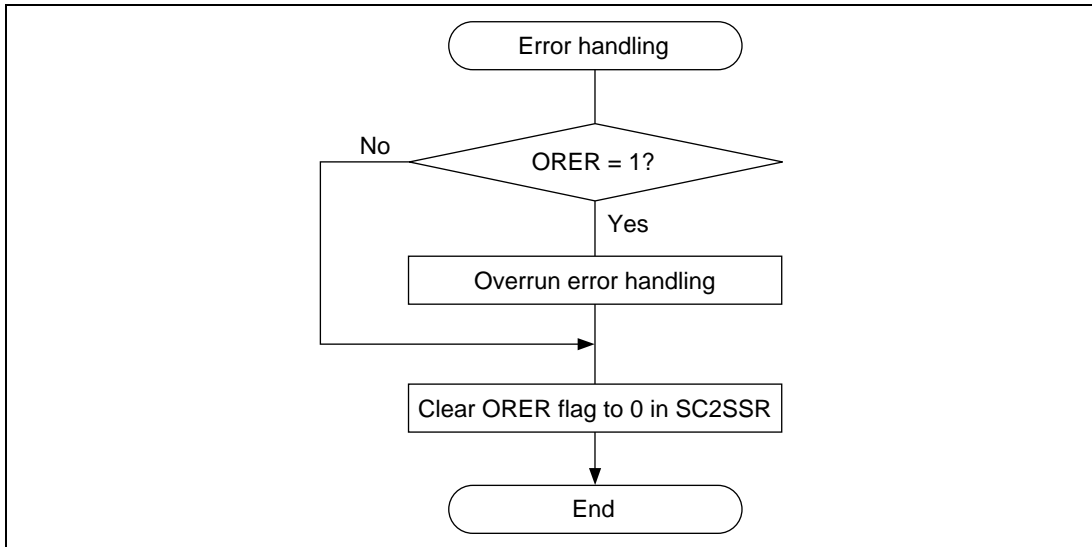 Error handling
No
ORER = 1?
Yes
Overrun error handling
Clear ORER flag to 0 in SC2SSR
End